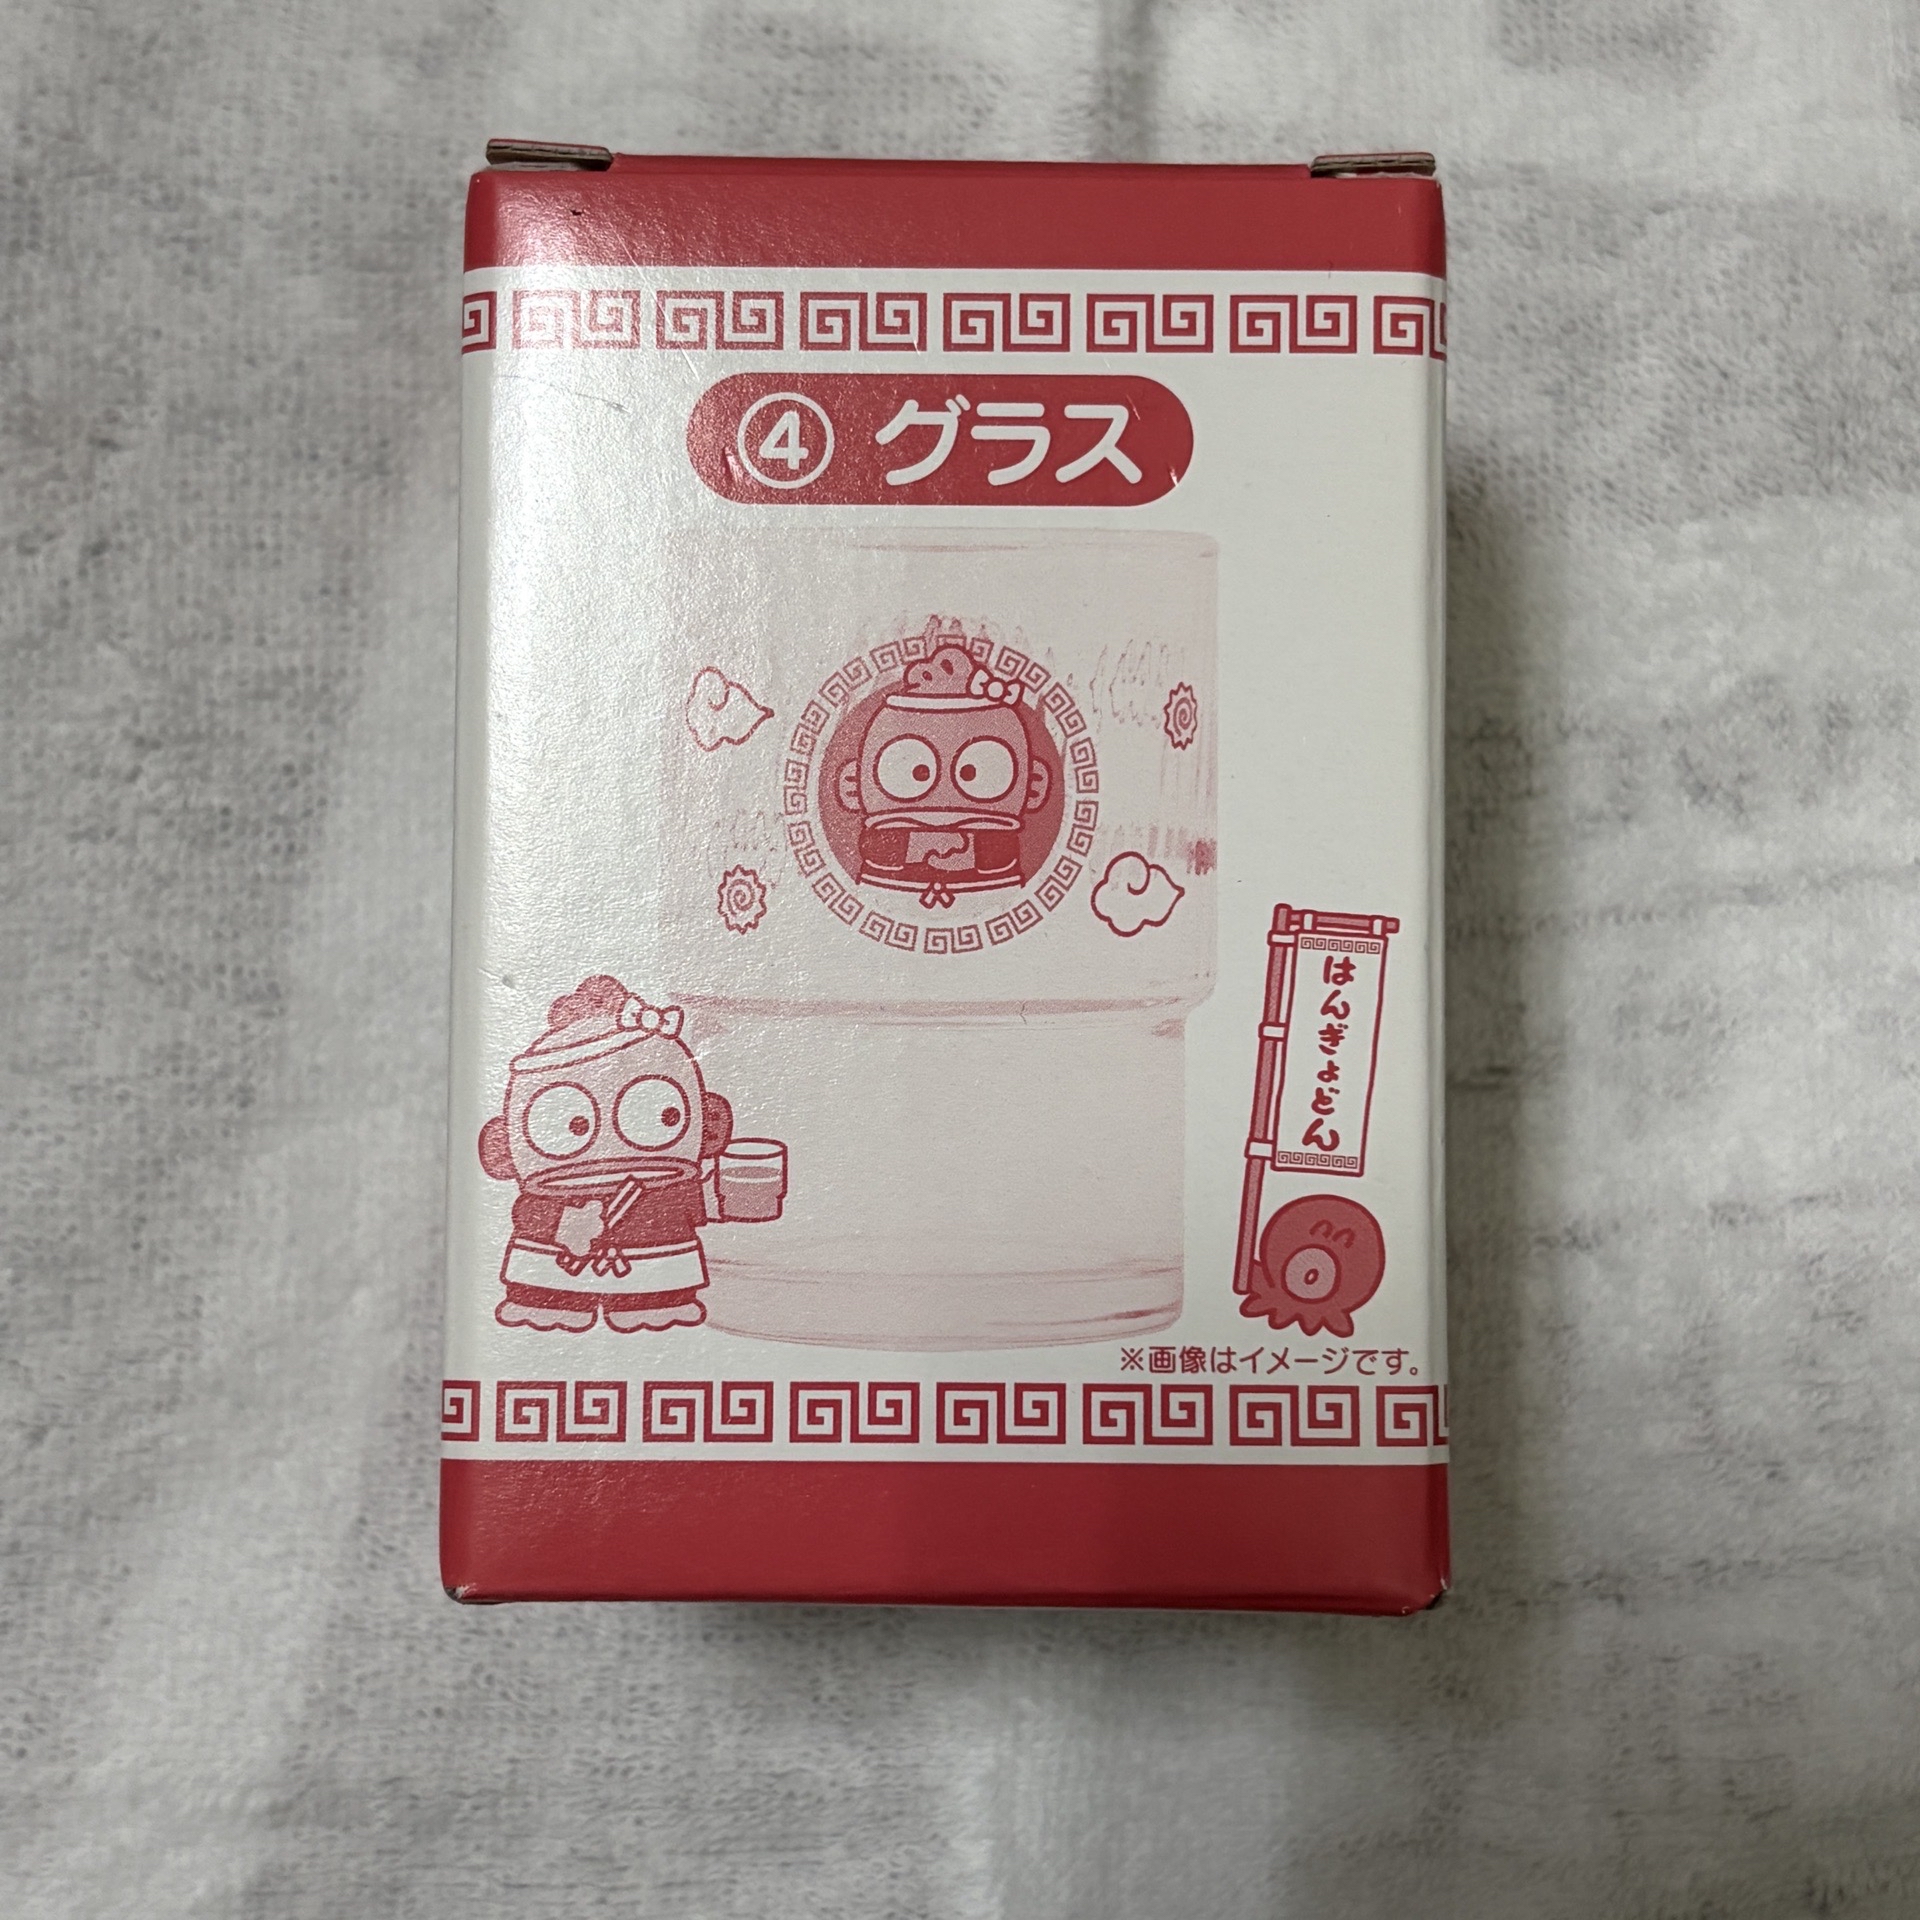 ④ グラス
はんぎょどん
※画像はイメージです。